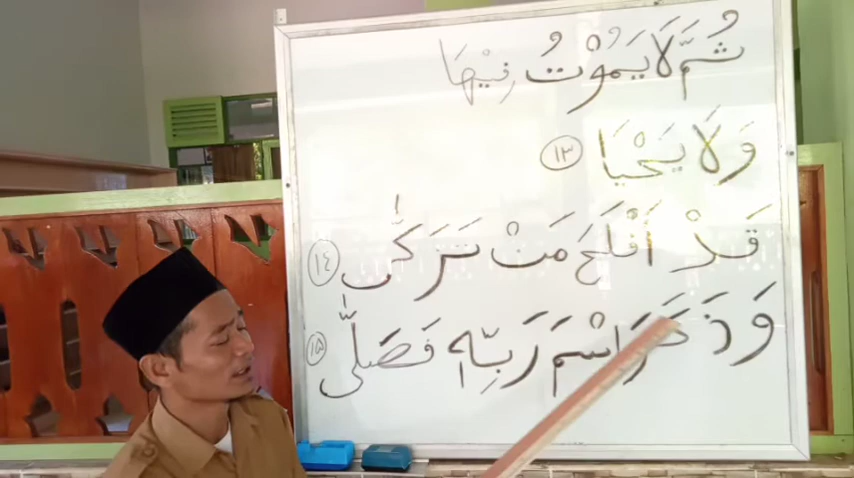 ثُمَّ لَا يَمُوْتُ فِيْهَا
وَلَا يَحْيَا ١٣
قَدْ أَفْلَحَ مَنْ تَزَكّٰى ١٤
وَذَكَرَ اسْمَ رَبِّهٖ فَصَلّٰى ١٥